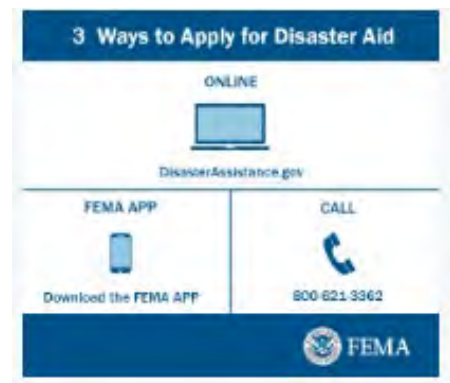 3 Ways to Apply for Disaster Aid
ONLINE
DisasterAssistance.gov
FEMA APP
Download the FEMA APP
CALL
800-621-3362
FEMA